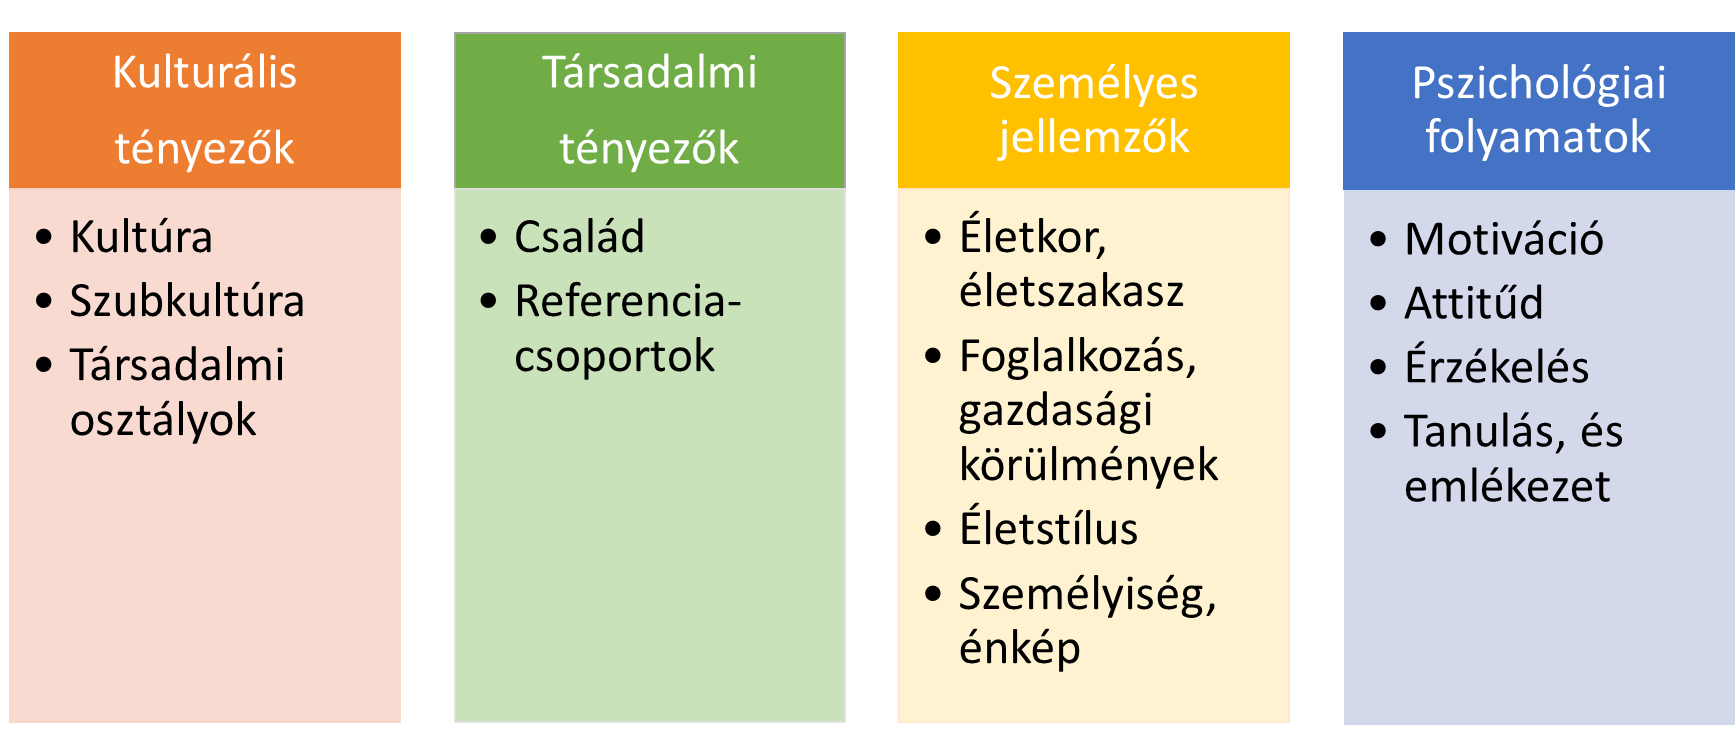 Kulturális
tényezők
• Kultúra
• Szubkultúra
• Társadalmi
osztályok
Társadalmi
tényezők
• Család
• Referencia-
csoportok
Személyes
jellemzők
• Életkor,
életszakasz
• Foglalkozás,
gazdasági
körülmények
• Életstílus
• Személyiség,
énkép
Pszichológiai
folyamatok
• Motiváció
• Attitűd
• Érzékelés
• Tanulás, és
emlékezet